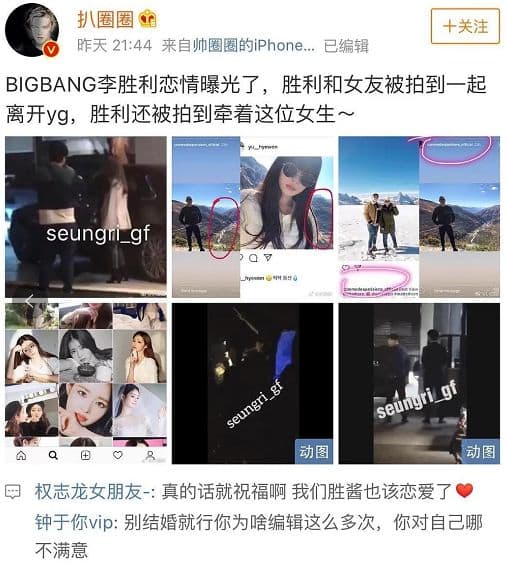 扒圈圈
昨天 21:44 来自帅圈圈的iPhone... 已编辑
+关注
BIGBANG李胜利恋情曝光了，胜利和女友被拍到一起
离开yg，胜利还被拍到牵着这位女生～
seungri_gf
yu__hyewon
seungri_gf
动图
seungri_gf
动图
权志龙女朋友-: 真的话就祝福啊 我们胜酱也该恋爱了❤
钟于你vip: 别结婚就行你为啥编辑这么多次，你对自己哪
不满意